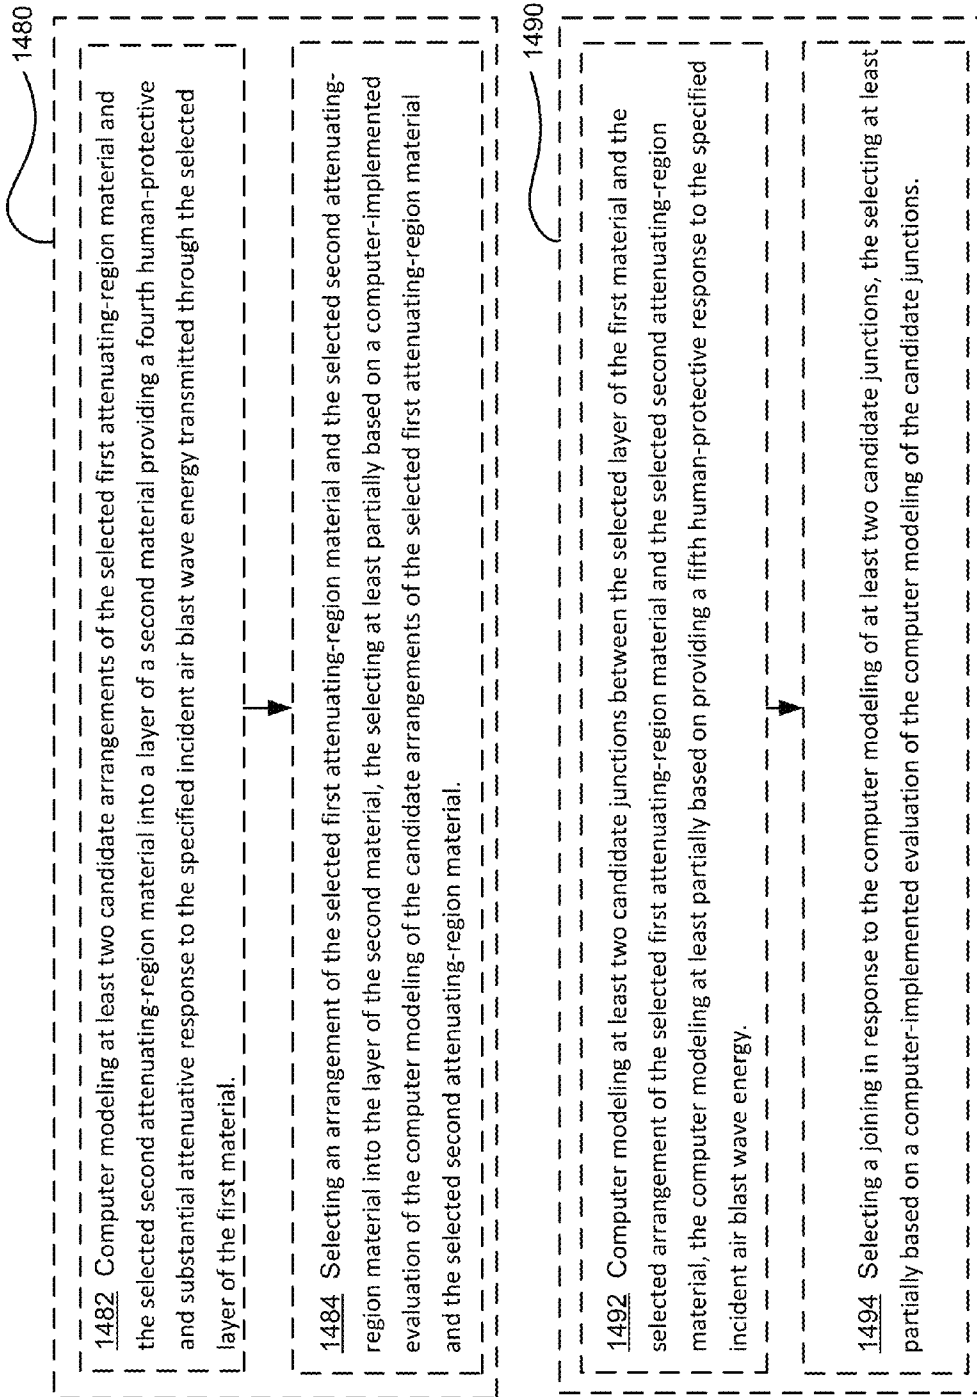 1480
1482 Computer modeling at least two candidate arrangements of the selected first attenuating-region material and
the selected second attenuating-region material into a layer of a second material providing a fourth human-protective
and substantial attenuative response to the specified incident air blast wave energy transmitted through the selected
layer of the first material.
1484 Selecting an arrangement of the selected first attenuating-region material and the selected second attenuating-
region material into the layer of the second material, the selecting at least partially based on a computer-implemented
evaluation of the computer modeling of the candidate arrangements of the selected first attenuating-region material
and the selected second attenuating-region material.
1490
1492 Computer modeling at least two candidate junctions between the selected layer of the first material and the
selected arrangement of the selected first attenuating-region material and the selected second attenuating-region
material, the computer modeling at least partially based on providing a fifth human-protective response to the specified
incident air blast wave energy.
1494 Selecting a joining in response to the computer modeling of at least two candidate junctions, the selecting at least
partially based on a computer-implemented evaluation of the computer modeling of the candidate junctions.